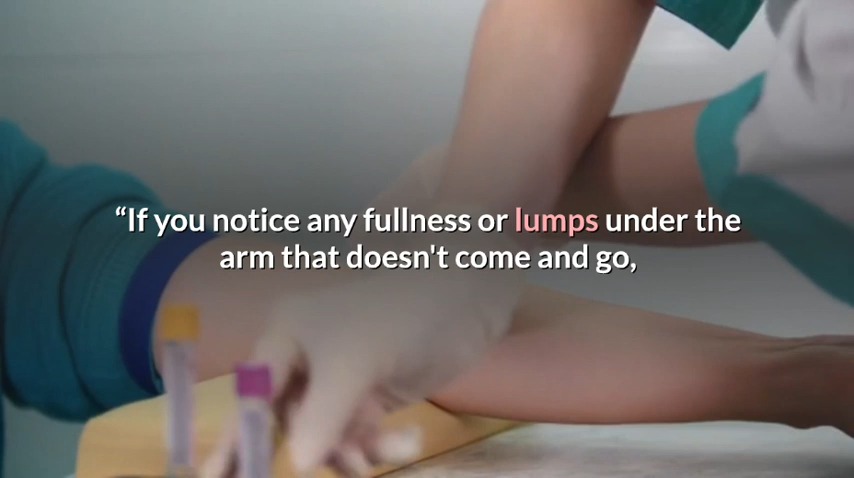 “If you notice any fullness or lumps under the
arm that doesn't come and go,